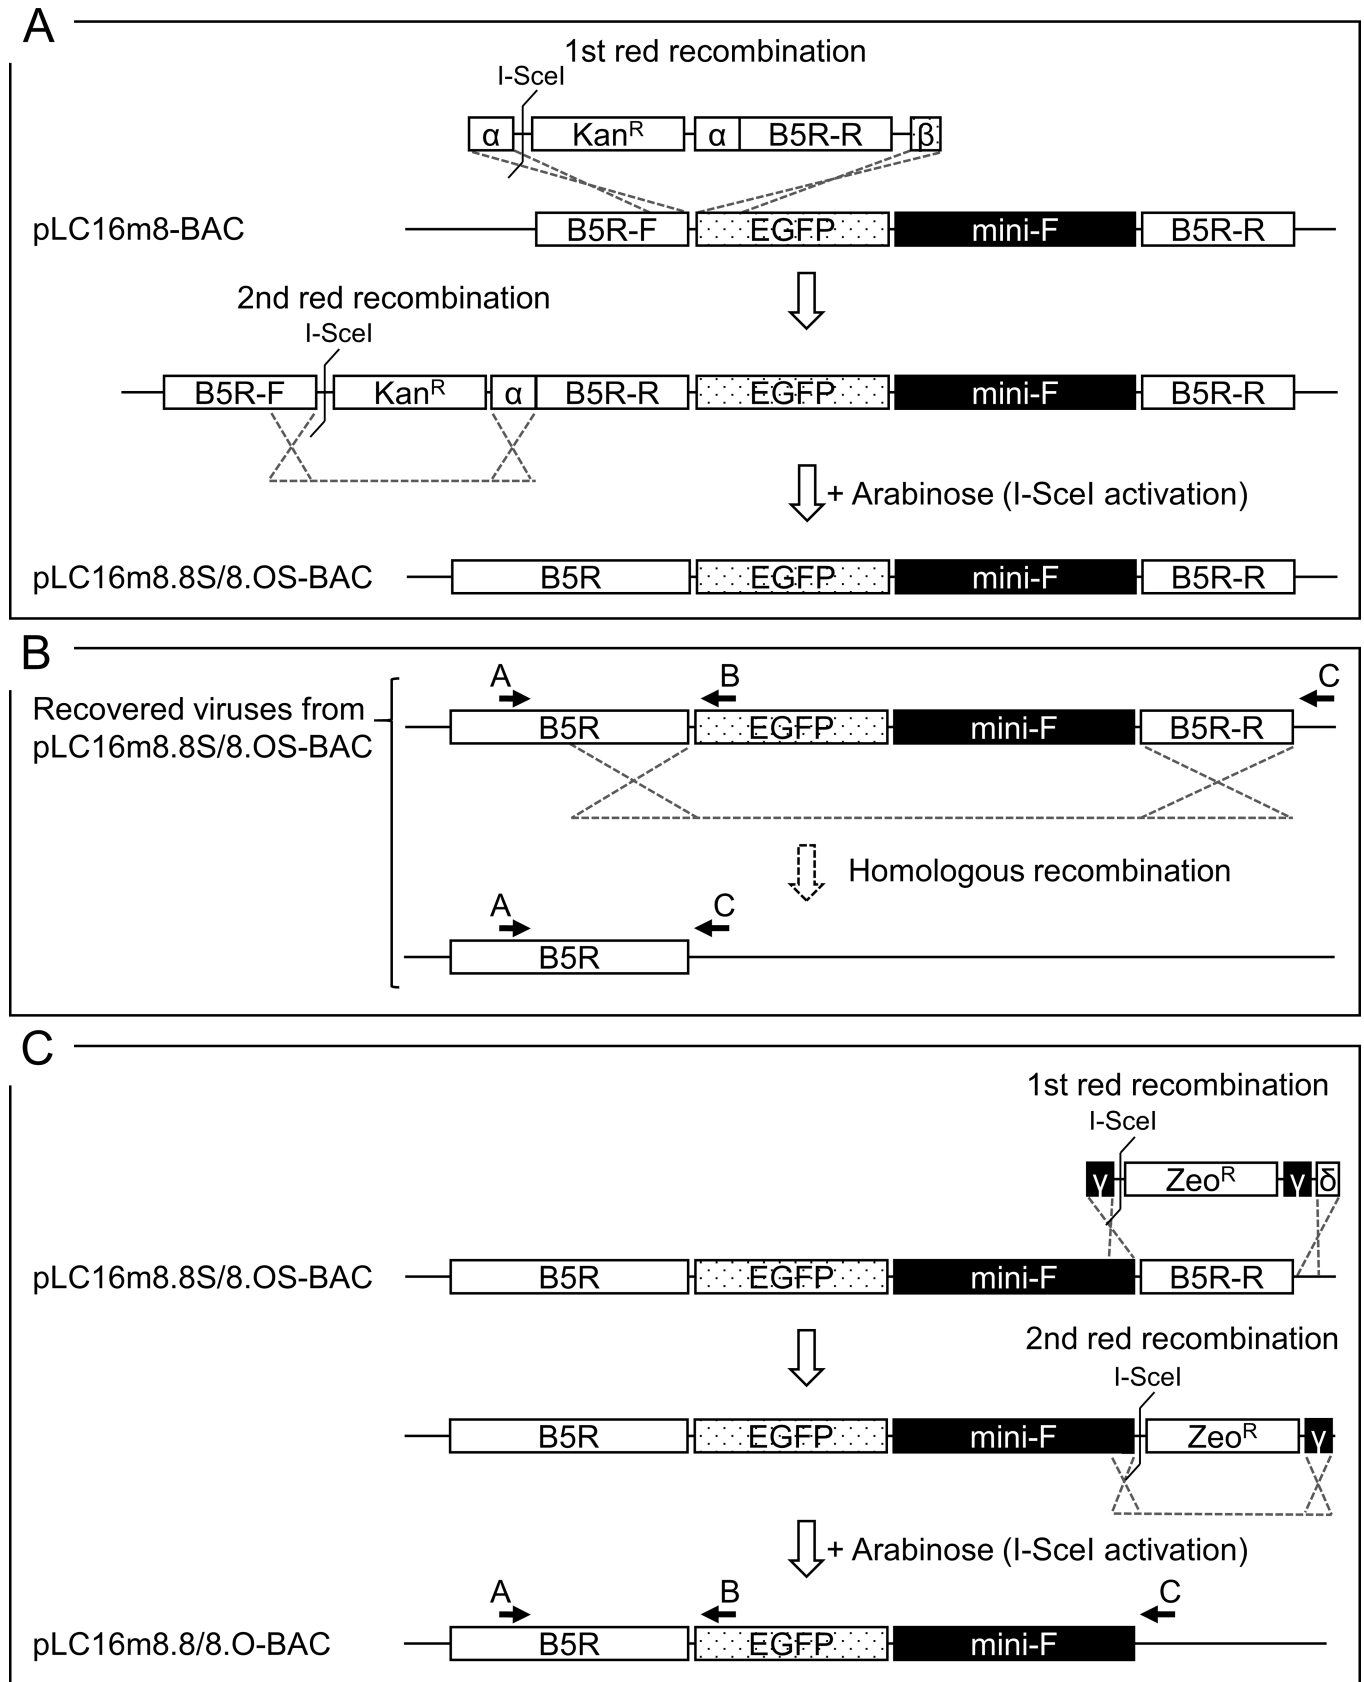 A
1st red recombination
I-SceI
α Kanᴿ α B5R-R β
pLC16m8-BAC B5R-F EGFP mini-F B5R-R
2nd red recombination
I-SceI
B5R-F Kanᴿ α B5R-R EGFP mini-F B5R-R
+ Arabinose (I-SceI activation)
pLC16m8.8S/8.OS-BAC B5R EGFP mini-F B5R-R
B
A B C
Recovered viruses from
pLC16m8.8S/8.OS-BAC
B5R EGFP mini-F B5R-R
Homologous recombination
A C
B5R
C
1st red recombination
I-SceI
γ Zeoᴿ γ δ
pLC16m8.8S/8.OS-BAC B5R EGFP mini-F B5R-R
2nd red recombination
I-SceI
B5R EGFP mini-F Zeoᴿ γ
+ Arabinose (I-SceI activation)
A B C
pLC16m8.8/8.O-BAC B5R EGFP mini-F